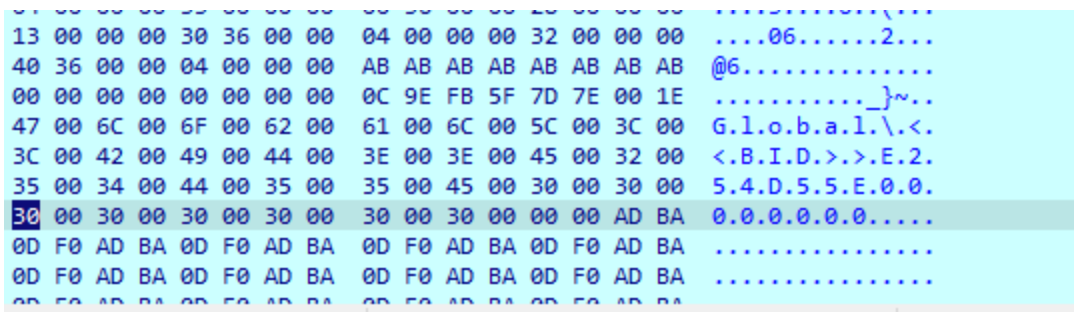 13 00 00 00 30 36 00 00 04 00 00 00 32 00 00 00 ....06......2...
40 36 00 00 04 00 00 00 AB AB AB AB AB AB AB AB @6..............
00 00 00 00 00 00 00 00 0C 9E FB 5F 7D 7E 00 1E ..........._}~..
47 00 6C 00 6F 00 62 00 61 00 6C 00 5C 00 3C 00 G.l.o.b.a.l.\.<.
3C 00 42 00 49 00 44 00 3E 00 3E 00 45 00 32 00 <.B.I.D.>.>.E.2.
35 00 34 00 44 00 35 00 35 00 45 00 30 00 30 00 5.4.D.5.5.E.0.0.
30 00 30 00 30 00 30 00 30 00 30 00 00 00 AD BA 0.0.0.0.0.0.....
0D F0 AD BA 0D F0 AD BA 0D F0 AD BA 0D F0 AD BA ................
0D F0 AD BA 0D F0 AD BA 0D F0 AD BA 0D F0 AD BA ................